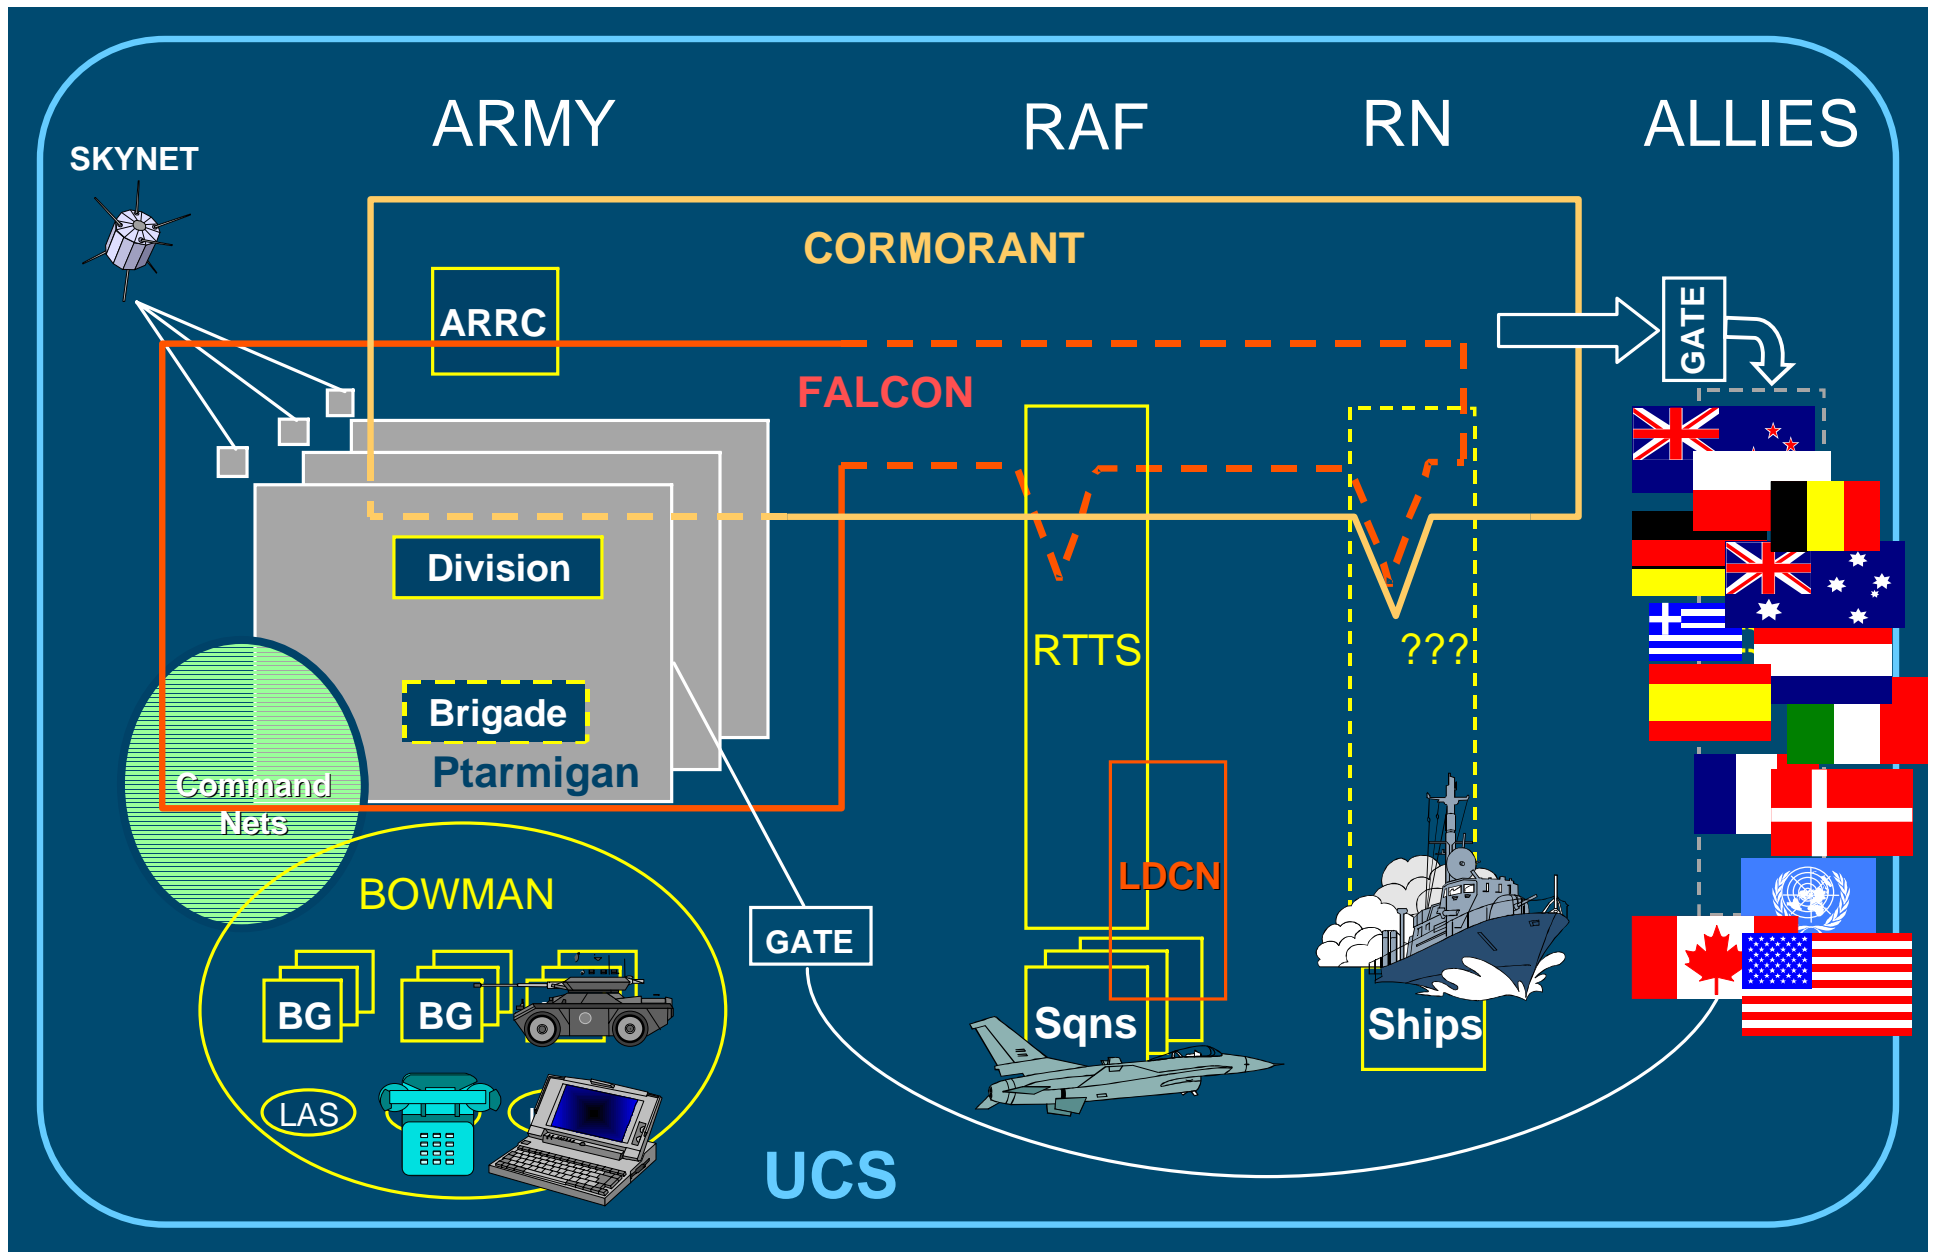 ARMY
RAF
RN
ALLIES
SKYNET
CORMORANT
ARRC
GATE
FALCON
Division
RTTS
???
Brigade
Ptarmigan
Command
Nets
LDCN
BOWMAN
GATE
BG
BG
Sqns
Ships
LAS
UCS